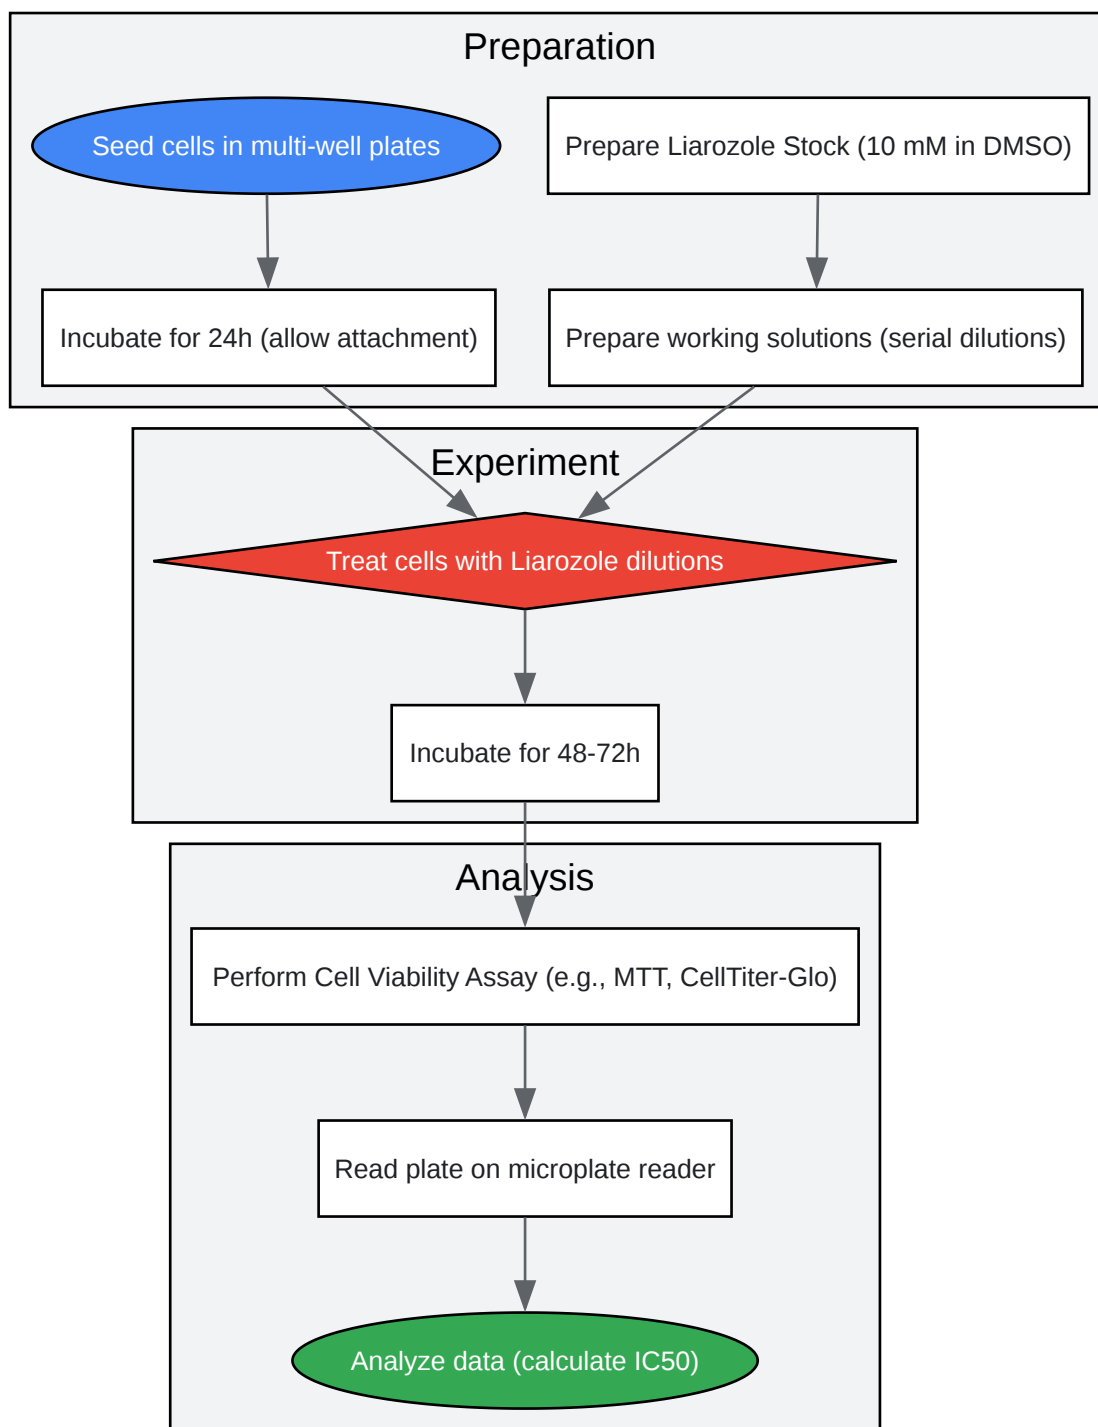 Preparation
Seed cells in multi-well plates
Prepare Liarozole Stock (10 mM in DMSO)
Incubate for 24h (allow attachment)
Prepare working solutions (serial dilutions)
Experiment
Treat cells with Liarozole dilutions
Incubate for 48-72h
Analysis
Perform Cell Viability Assay (e.g., MTT, CellTiter-Glo)
Read plate on microplate reader
Analyze data (calculate IC50)